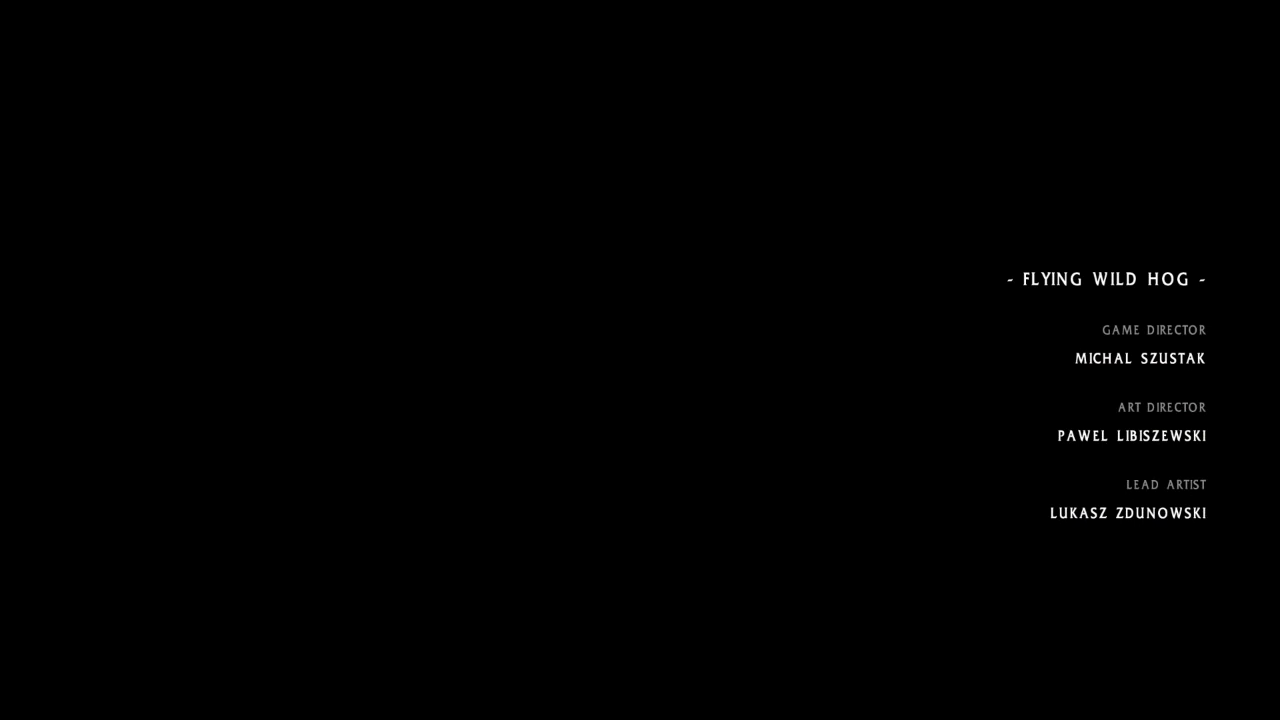 - FLYING WILD HOG -
GAME DIRECTOR
MICHAL SZUSTAK
ART DIRECTOR
PAWEL LIBISZEWSKI
LEAD ARTIST
LUKASZ ZDUNOWSKI